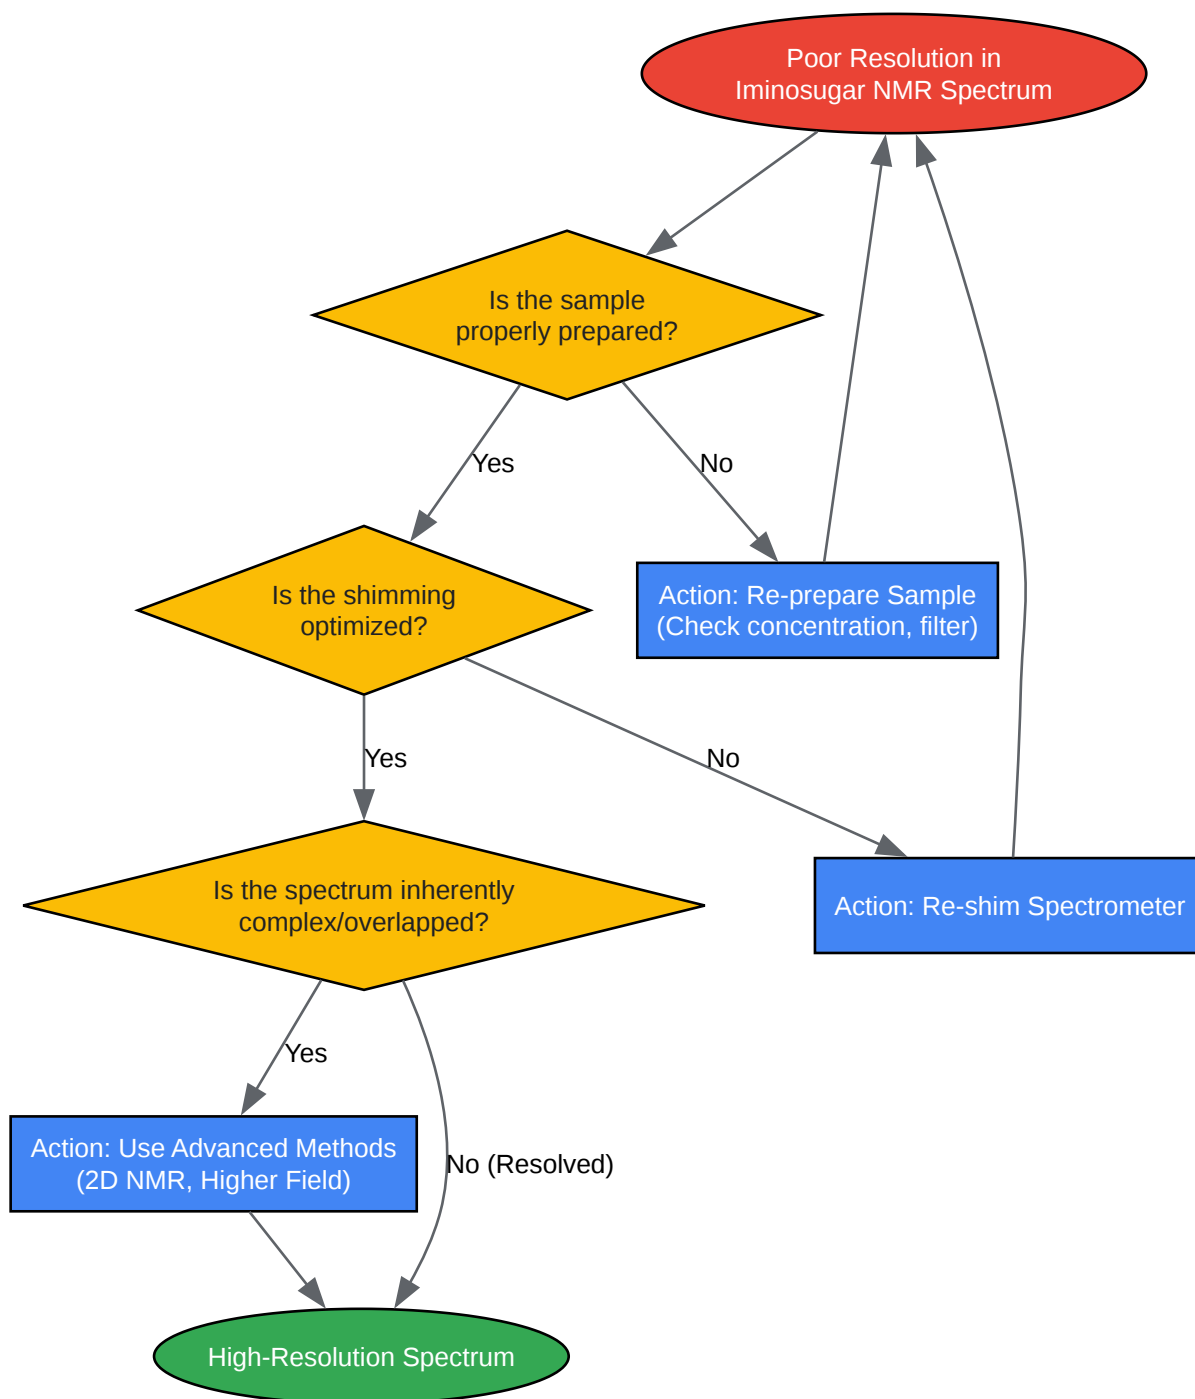 Poor Resolution in
Iminosugar NMR Spectrum
Is the sample
properly prepared?
Yes
No
Is the shimming
optimized?
Action: Re-prepare Sample
(Check concentration, filter)
Yes
No
Is the spectrum inherently
complex/overlapped?
Action: Re-shim Spectrometer
Yes
Action: Use Advanced Methods
(2D NMR, Higher Field)
No (Resolved)
High-Resolution Spectrum